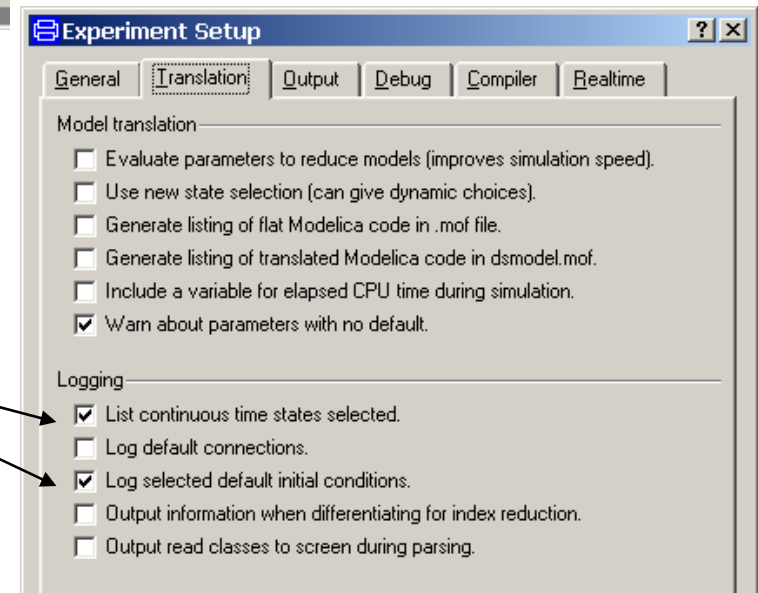 Experiment Setup
General Translation Output Debug Compiler Realtime
Model translation
Evaluate parameters to reduce models (improves simulation speed).
Use new state selection (can give dynamic choices).
Generate listing of flat Modelica code in .mof file.
Generate listing of translated Modelica code in dsmodel.mof.
Include a variable for elapsed CPU time during simulation.
Warn about parameters with no default.
Logging
List continuous time states selected.
Log default connections.
Log selected default initial conditions.
Output information when differentiating for index reduction.
Output read classes to screen during parsing.